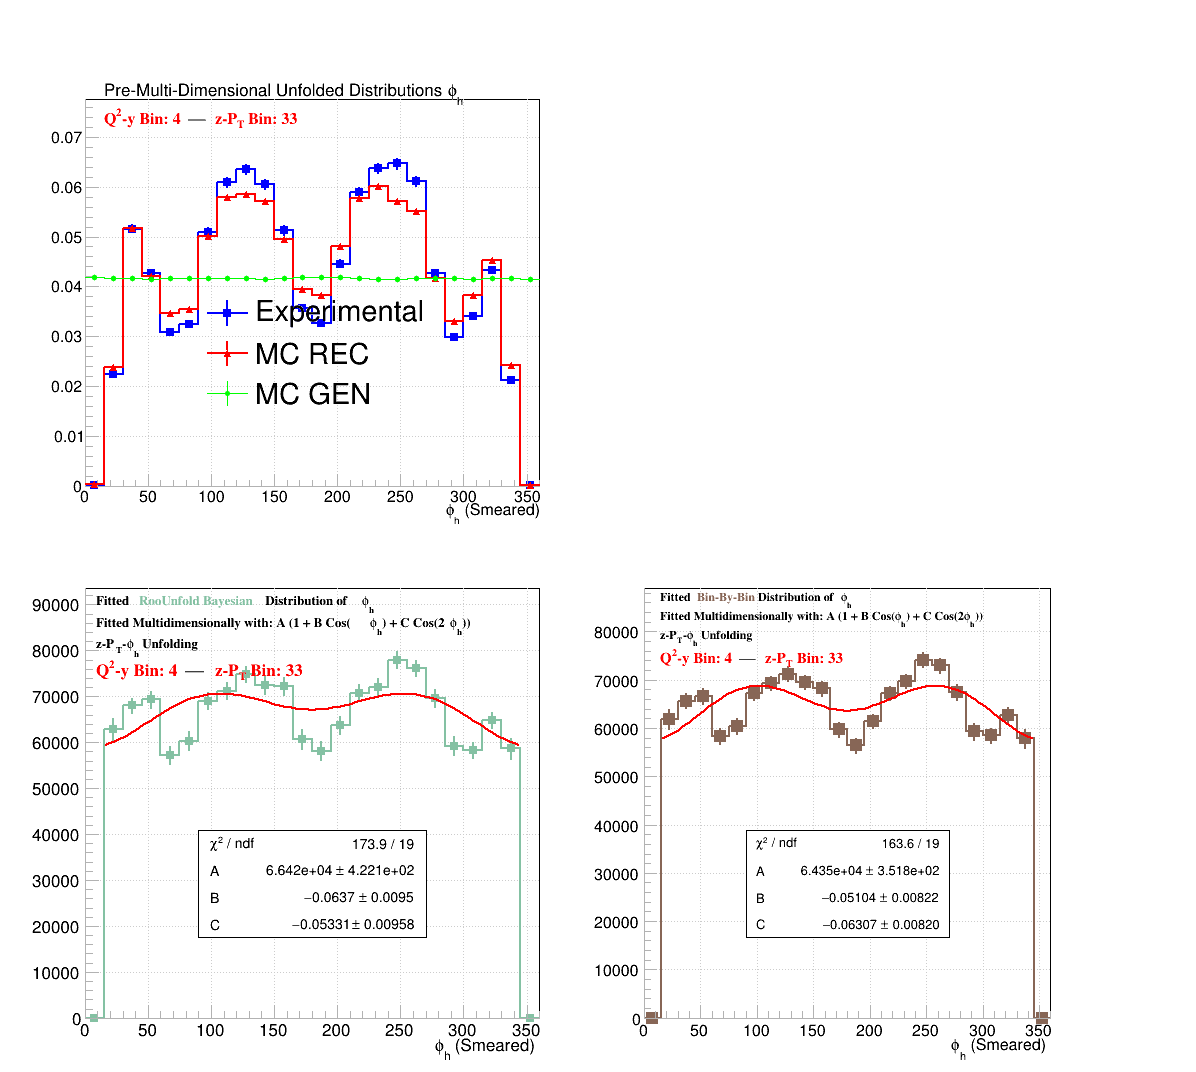 Pre-Multi-Dimensional Unfolded Distributions ϕh
Q2-y Bin: 4 — z-PT Bin: 33
0.07
0.06
0.05
0.04
0.03
0.02
0.01
0
Experimental
MC REC
MC GEN
0 50 100 150 200 250 300 350
ϕh (Smeared)
Fitted RooUnfold Bayesian Distribution of ϕh
Fitted Multidimensionally with: A (1 + B Cos( ϕh) + C Cos(2 ϕh))
z-PT-ϕh Unfolding
Q2-y Bin: 4 — z-PT Bin: 33
90000
80000
70000
60000
50000
40000
30000
20000
10000
0
χ2 / ndf 173.9 / 19
A 6.642e+04 ± 4.221e+02
B −0.0637 ± 0.0095
C −0.05331 ± 0.00958
0 50 100 150 200 250 300 350
ϕh (Smeared)
Fitted Bin-By-Bin Distribution of ϕh
Fitted Multidimensionally with: A (1 + B Cos(ϕh) + C Cos(2ϕh))
z-PT-ϕh Unfolding
Q2-y Bin: 4 — z-PT Bin: 33
80000
70000
60000
50000
40000
30000
20000
10000
0
χ2 / ndf 163.6 / 19
A 6.435e+04 ± 3.518e+02
B −0.05104 ± 0.00822
C −0.06307 ± 0.00820
0 50 100 150 200 250 300 350
ϕh (Smeared)